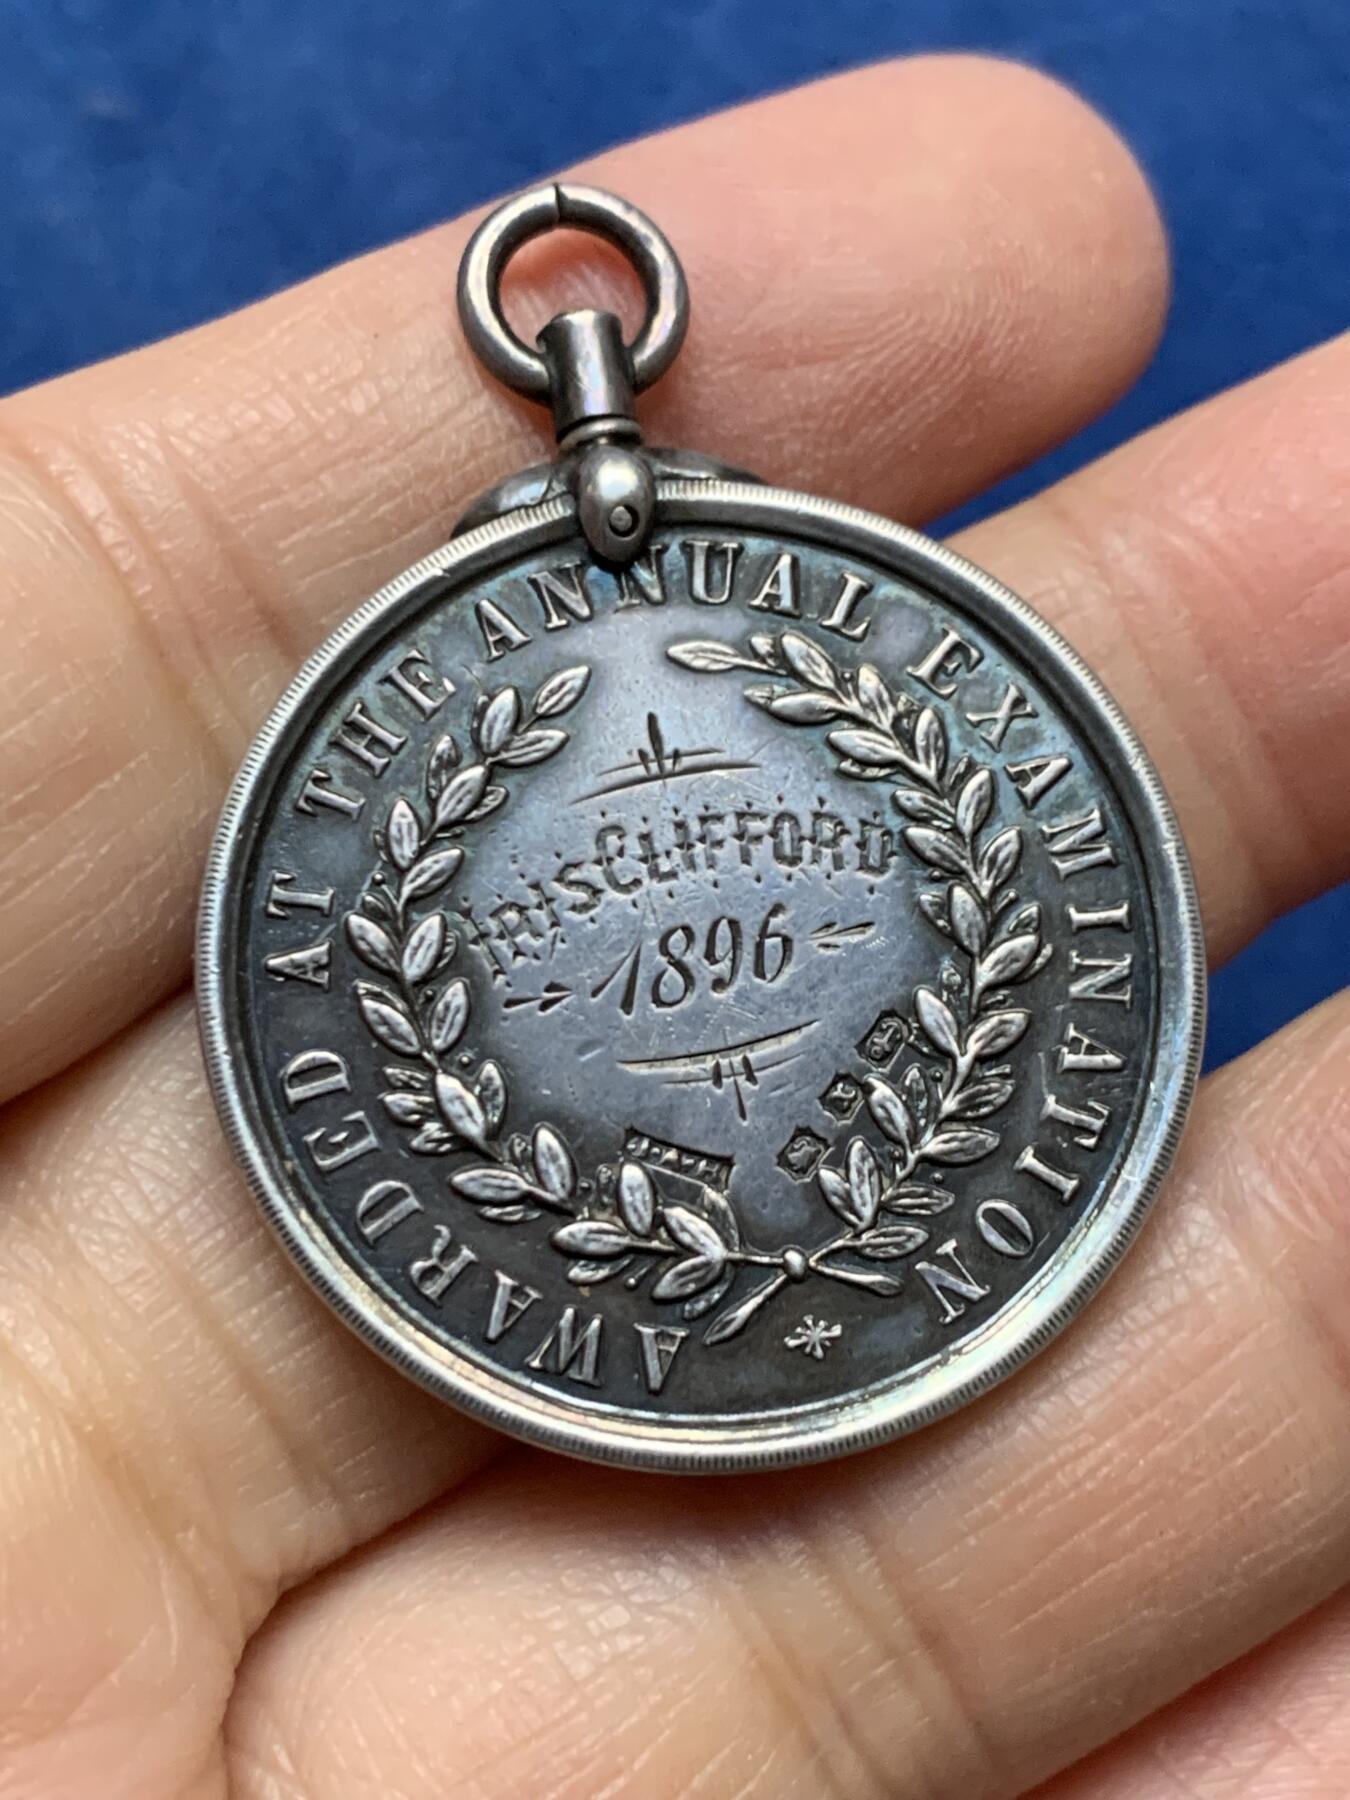 AWARDED AT THE ANNUAL EXAMINATION
IRIS CLIFFORD
1896